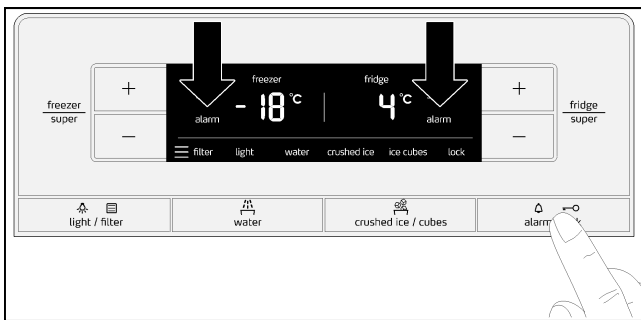 freezer
super
+
−
freezer
fridge
alarm
-18 °C
4 °C
alarm
filter
light
water
crushed ice
ice cubes
lock
+
−
fridge
super
light / filter
water
crushed ice / cubes
alarm